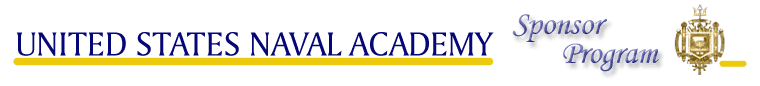 UNITED STATES NAVAL ACADEMY
Sponsor
Program